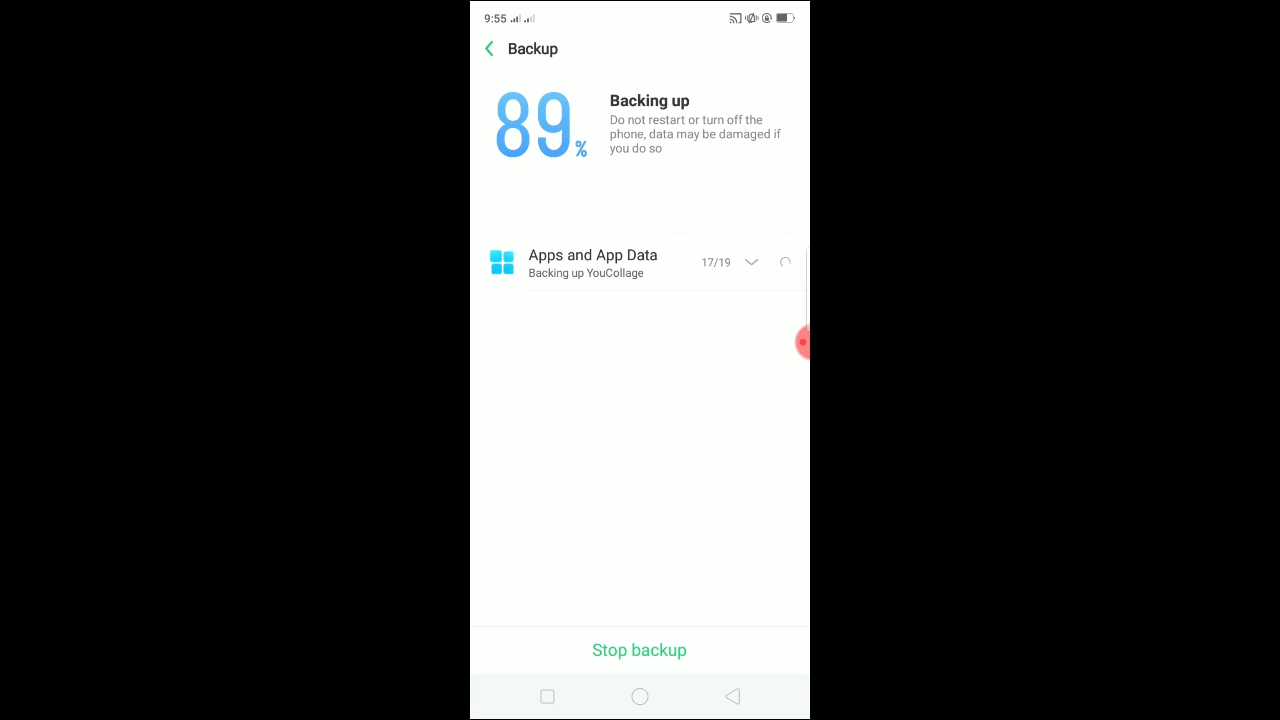 9:55
Backup
89%
Backing up
Do not restart or turn off the
phone, data may be damaged if
you do so
Apps and App Data
17/19
Backing up YouCollage
Stop backup